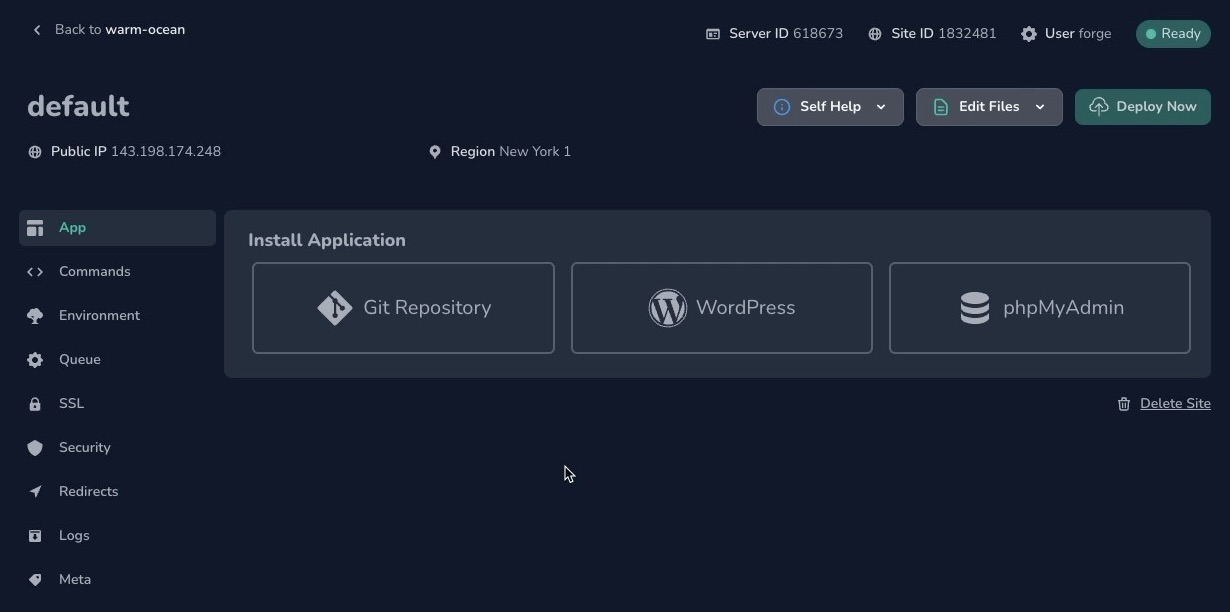 Back to warm-ocean
Server ID 618673 Site ID 1832481 User forge Ready
default
Self Help Edit Files Deploy Now
Public IP 143.198.174.248 Region New York 1
App
Commands
Environment
Queue
SSL
Security
Redirects
Logs
Meta
Install Application
Git Repository WordPress phpMyAdmin
Delete Site